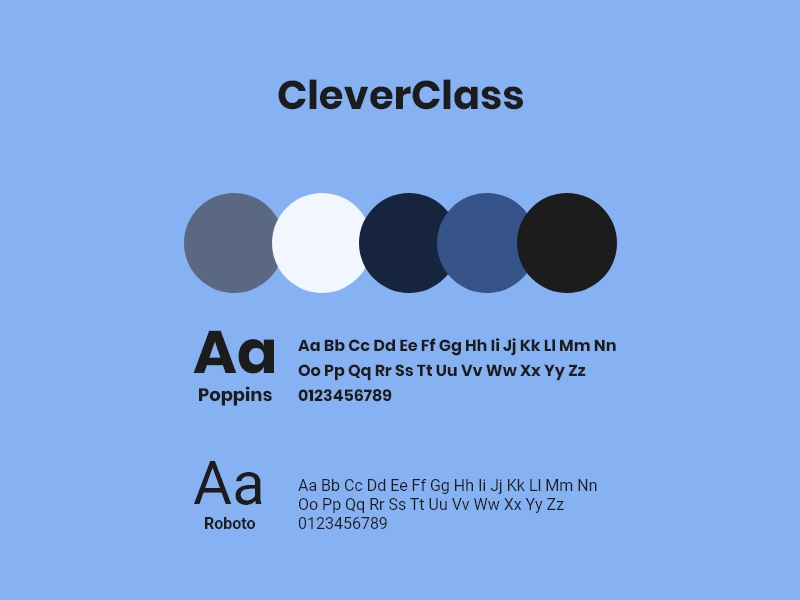 CleverClass
Aa
Poppins
Aa Bb Cc Dd Ee Ff Gg Hh Ii Jj Kk Ll Mm Nn
Oo Pp Qq Rr Ss Tt Uu Vv Ww Xx Yy Zz
0123456789
Aa
Roboto
Aa Bb Cc Dd Ee Ff Gg Hh Ii Jj Kk Ll Mm Nn
Oo Pp Qq Rr Ss Tt Uu Vv Ww Xx Yy Zz
0123456789